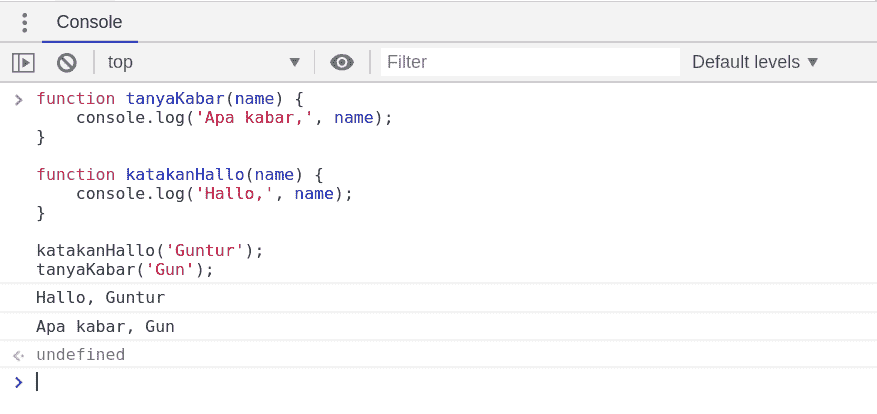 Console
top ▼ Filter Default levels ▼
function tanyaKabar(name) {
    console.log('Apa kabar,', name);
}

function katakanHallo(name) {
    console.log('Hallo,', name);
}

katakanHallo('Guntur');
tanyaKabar('Gun');
Hallo, Guntur
Apa kabar, Gun
undefined